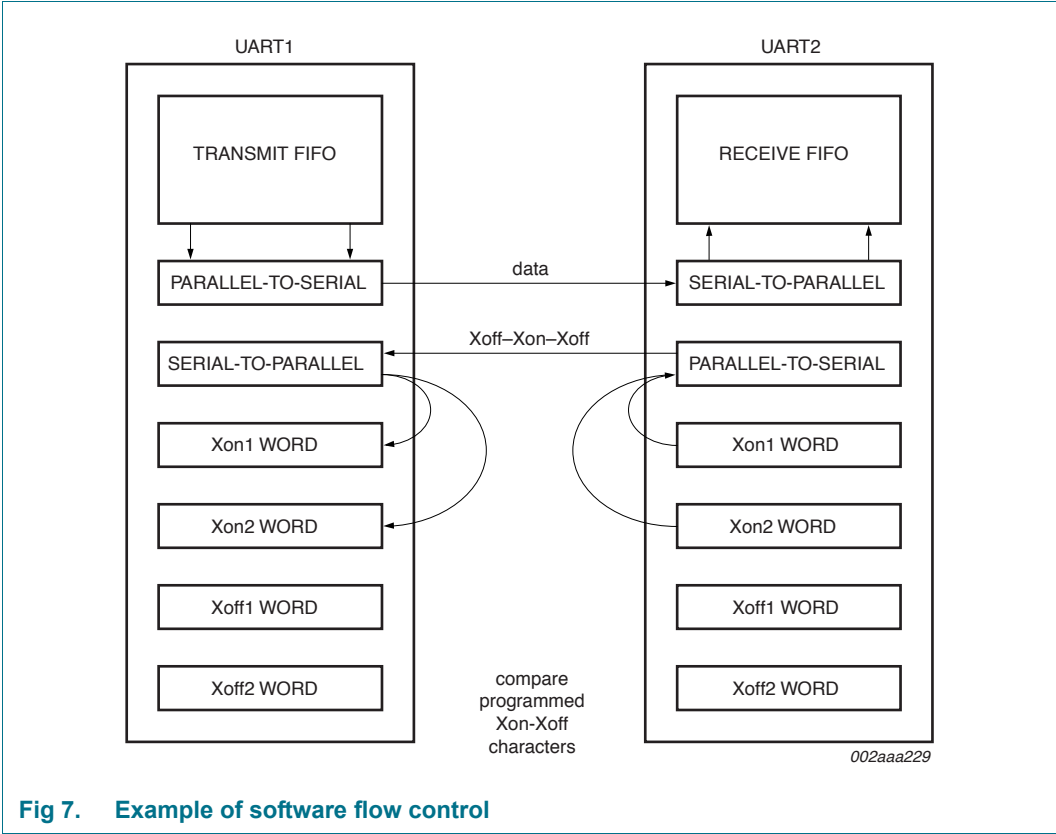 UART1
UART2
TRANSMIT FIFO
RECEIVE FIFO
PARALLEL-TO-SERIAL
data
SERIAL-TO-PARALLEL
Xoff–Xon–Xoff
SERIAL-TO-PARALLEL
PARALLEL-TO-SERIAL
Xon1 WORD
Xon1 WORD
Xon2 WORD
Xon2 WORD
Xoff1 WORD
Xoff1 WORD
Xoff2 WORD
Xoff2 WORD
compare
programmed
Xon-Xoff
characters
002aaa229
Fig 7. Example of software flow control